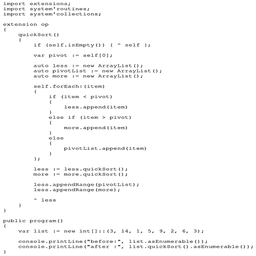 import extensions;
import system'routines;
import system'collections;
extension op
{
quickSort()
{
if (self.isEmpty()) { ^ self };
var pivot := self[0];
auto less := new ArrayList();
auto pivotList := new ArrayList();
auto more := new ArrayList();
self.forEach:(item)
{
if (item < pivot)
{
less.append(item)
}
else if (item > pivot)
{
more.append(item)
}
else
{
pivotList.append(item)
}
};
less := less.quickSort();
more := more.quickSort();
less.appendRange(pivotList);
less.appendRange(more);
^ less
}
}
public program()
{
var list := new int[]::(3, 14, 1, 5, 9, 2, 6, 3);
console.printLine("before:", list.asEnumerable());
console.printLine("after :", list.quickSort().asEnumerable());
}